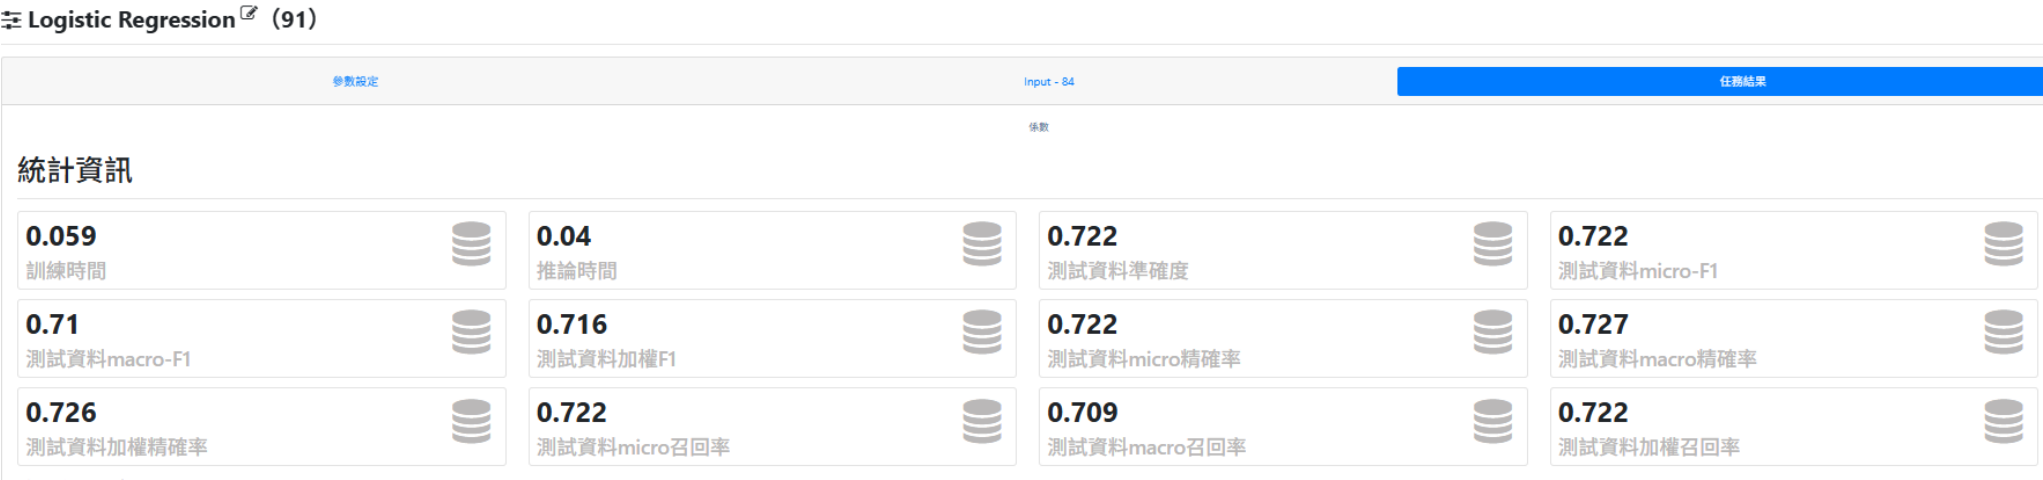 Logistic Regression (91)
參數設定
Input - 84
任務結果
係數
統計資訊
0.059
訓練時間
0.04
推論時間
0.722
測試資料準確度
0.722
測試資料micro-F1
0.71
測試資料macro-F1
0.716
測試資料加權F1
0.722
測試資料micro精確率
0.727
測試資料macro精確率
0.726
測試資料加權精確率
0.722
測試資料micro召回率
0.709
測試資料macro召回率
0.722
測試資料加權召回率